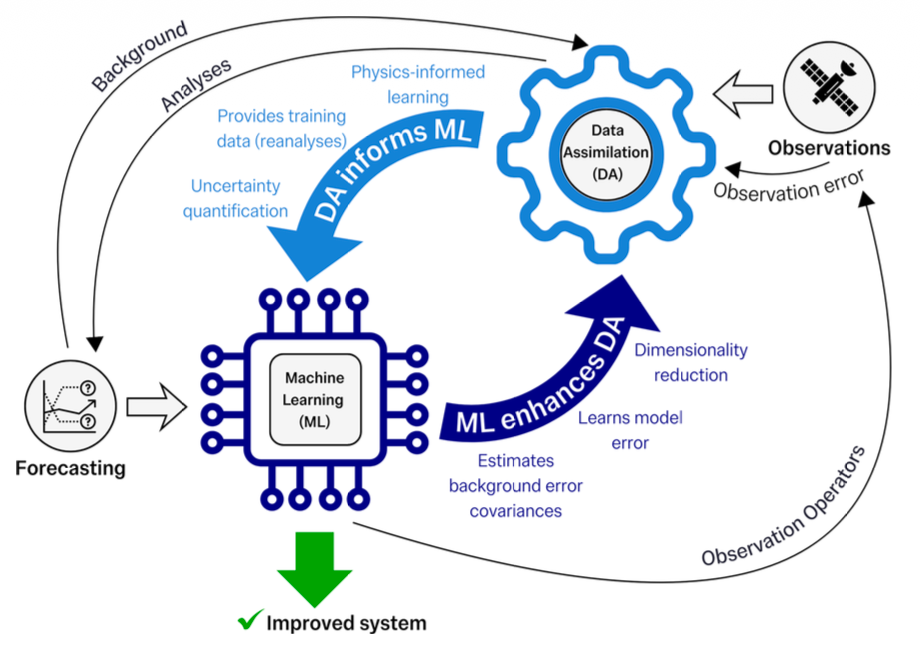 Background
Analyses
Physics-informed
learning
Provides training
data (reanalyses)
Uncertainty
quantification
DA informs ML
Data
Assimilation
(DA)
Observations
Observation error
Machine
Learning
(ML)
Forecasting
ML enhances DA
Dimensionality
reduction
Learns model
error
Estimates
background error
covariances
Observation Operators
? 
?
Improved system